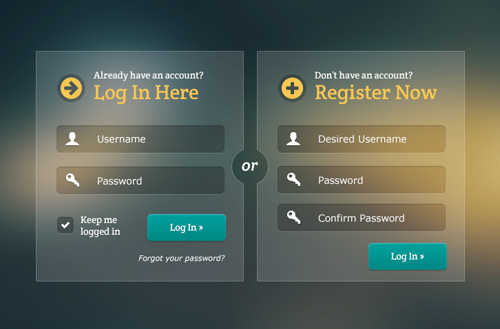 Already have an account?
Log In Here
Username
Password
Keep me
logged in
Log In »
Forgot your password?
or
Don't have an account?
Register Now
Desired Username
Password
Confirm Password
Log In »